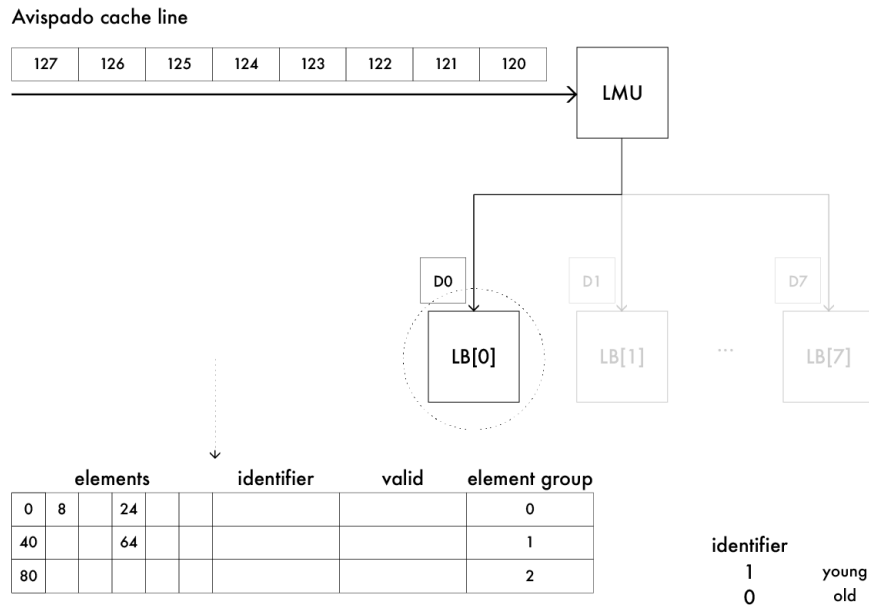 Avispado cache line
127 126 125 124 123 122 121 120
LMU
D0 D1 D7
LB[0] LB[1] ... LB[7]
elements identifier valid element group
0 8 24 0
40 64 1
80 2
identifier
1 young
0 old